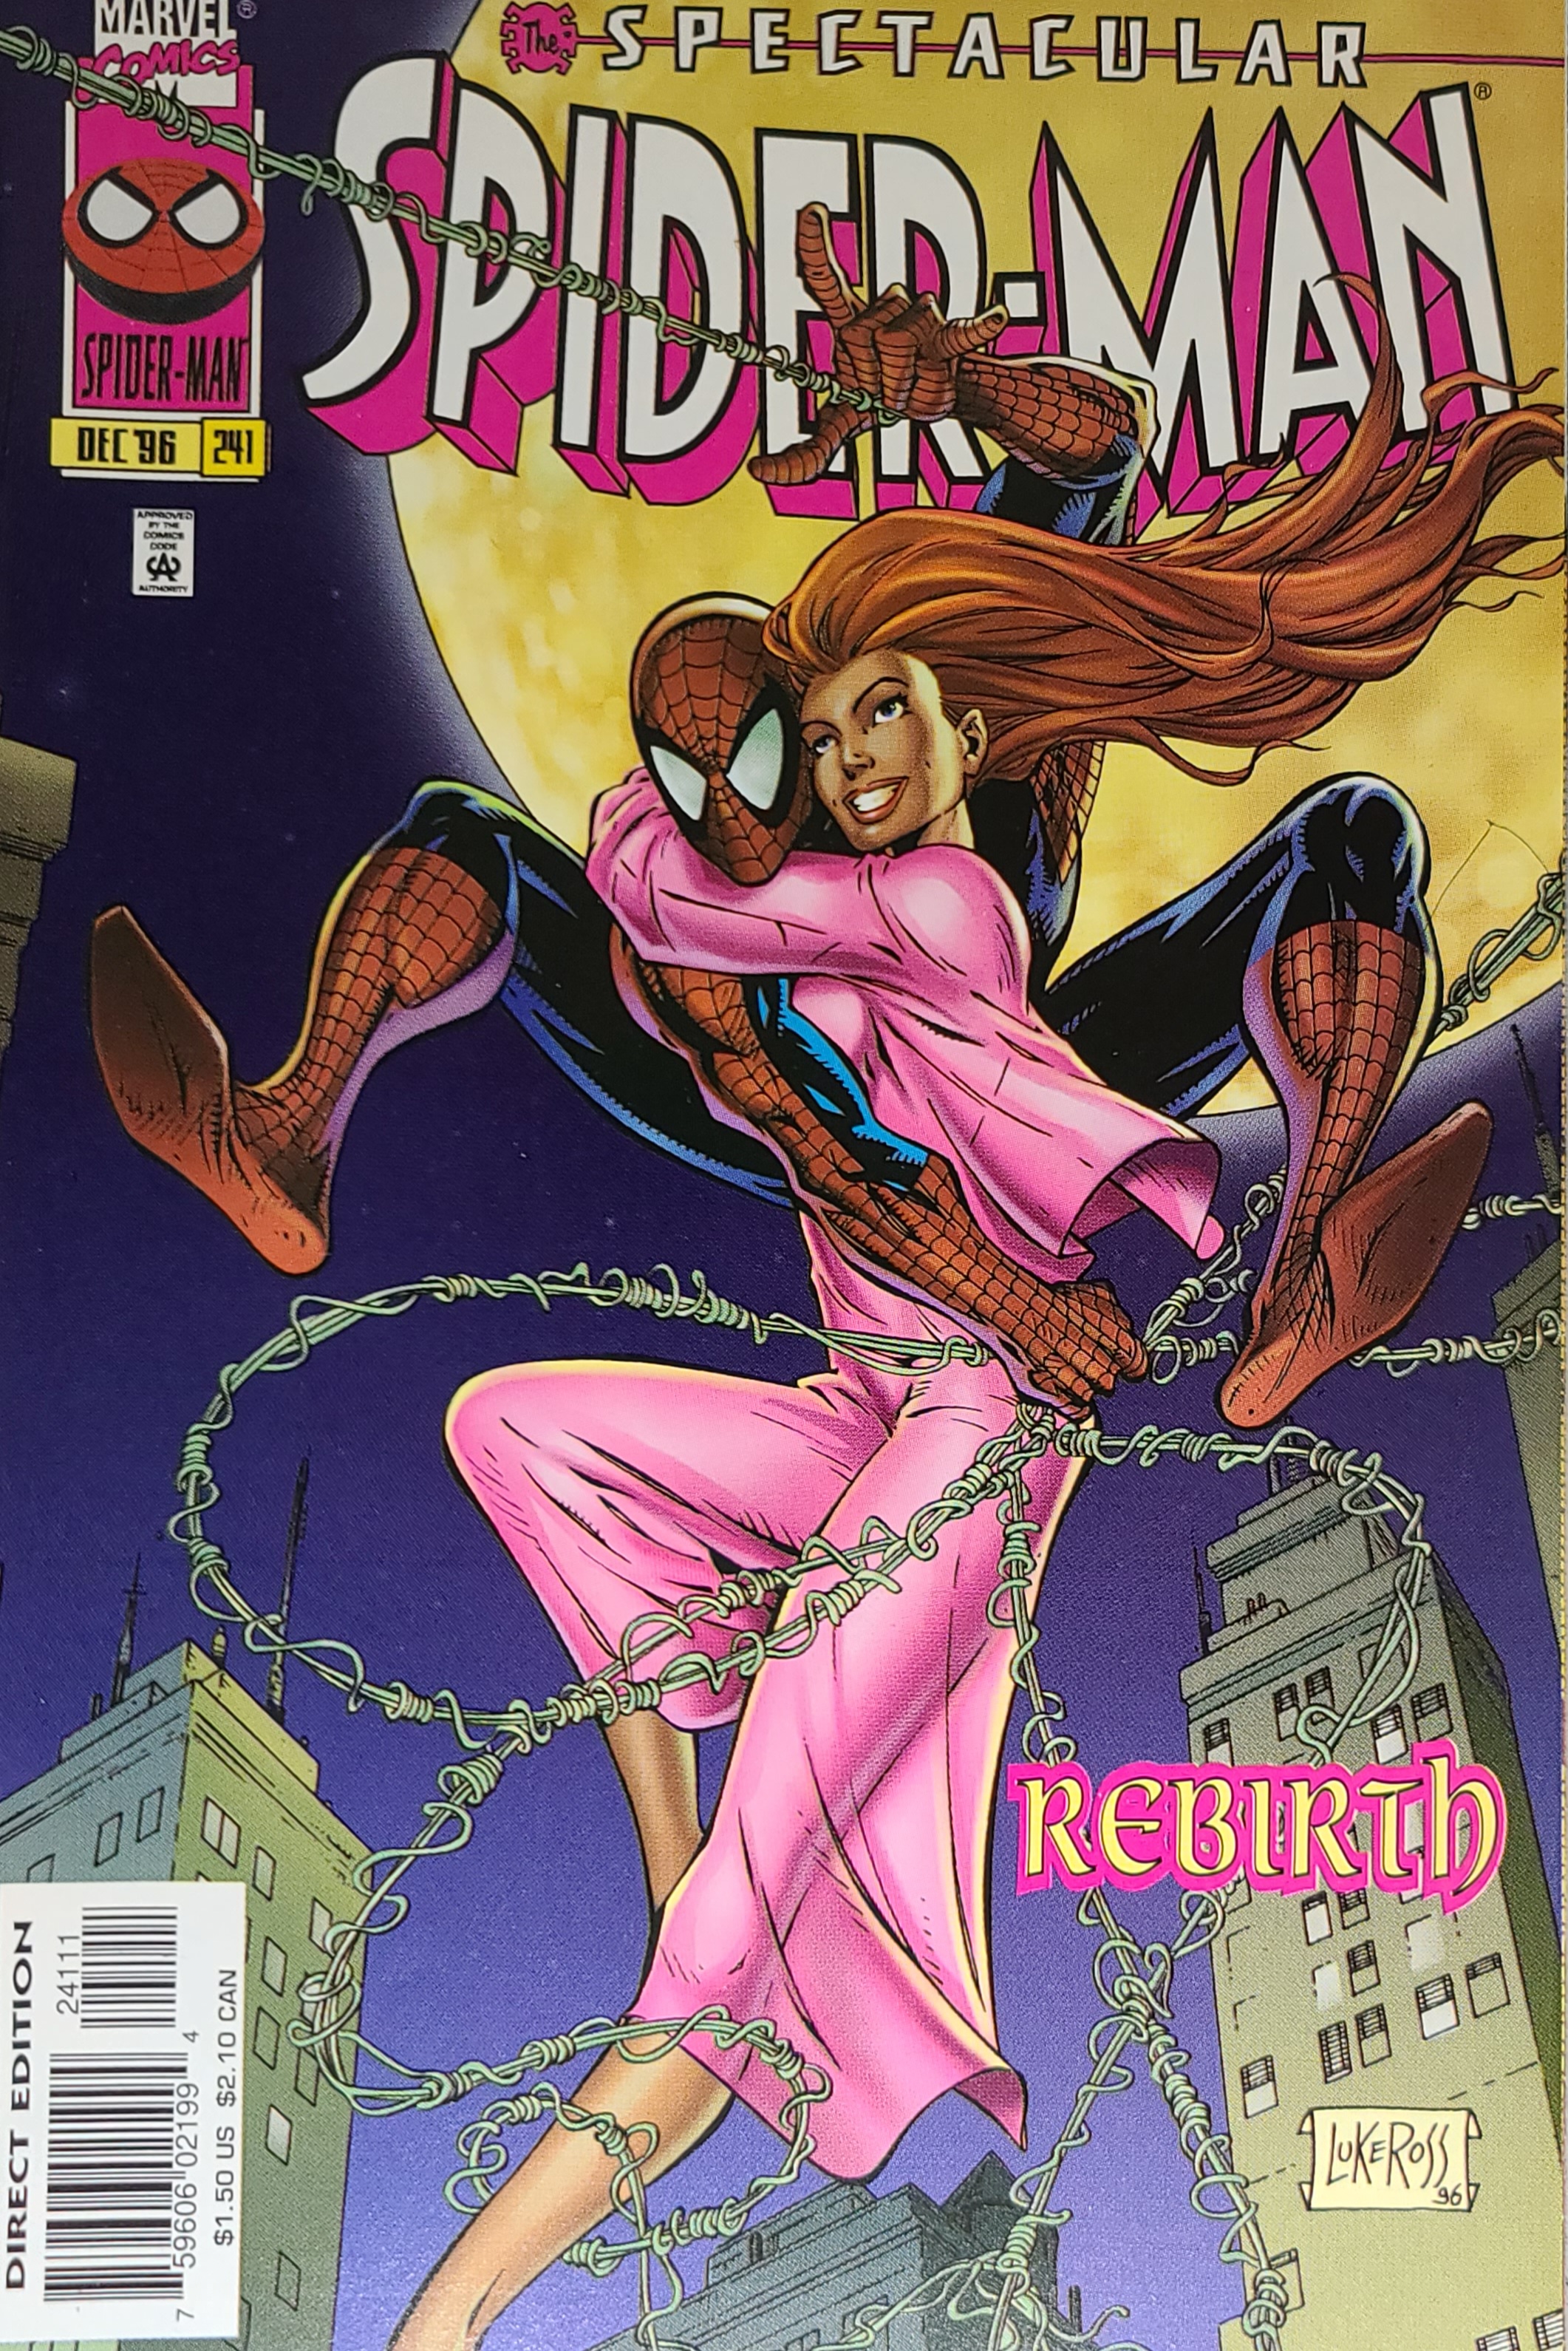 MARVEL®
COMICS
The SPECTACULAR
SPIDER-MAN®
SPIDER-MAN
DEC '96 241
APPROVED
BY THE
COMICS
CODE
CA
AUTHORITY
REBIRTH
LUKE ROSS
96
DIRECT EDITION
24111
7 59606 02199 4
$1.50 US $2.10 CAN